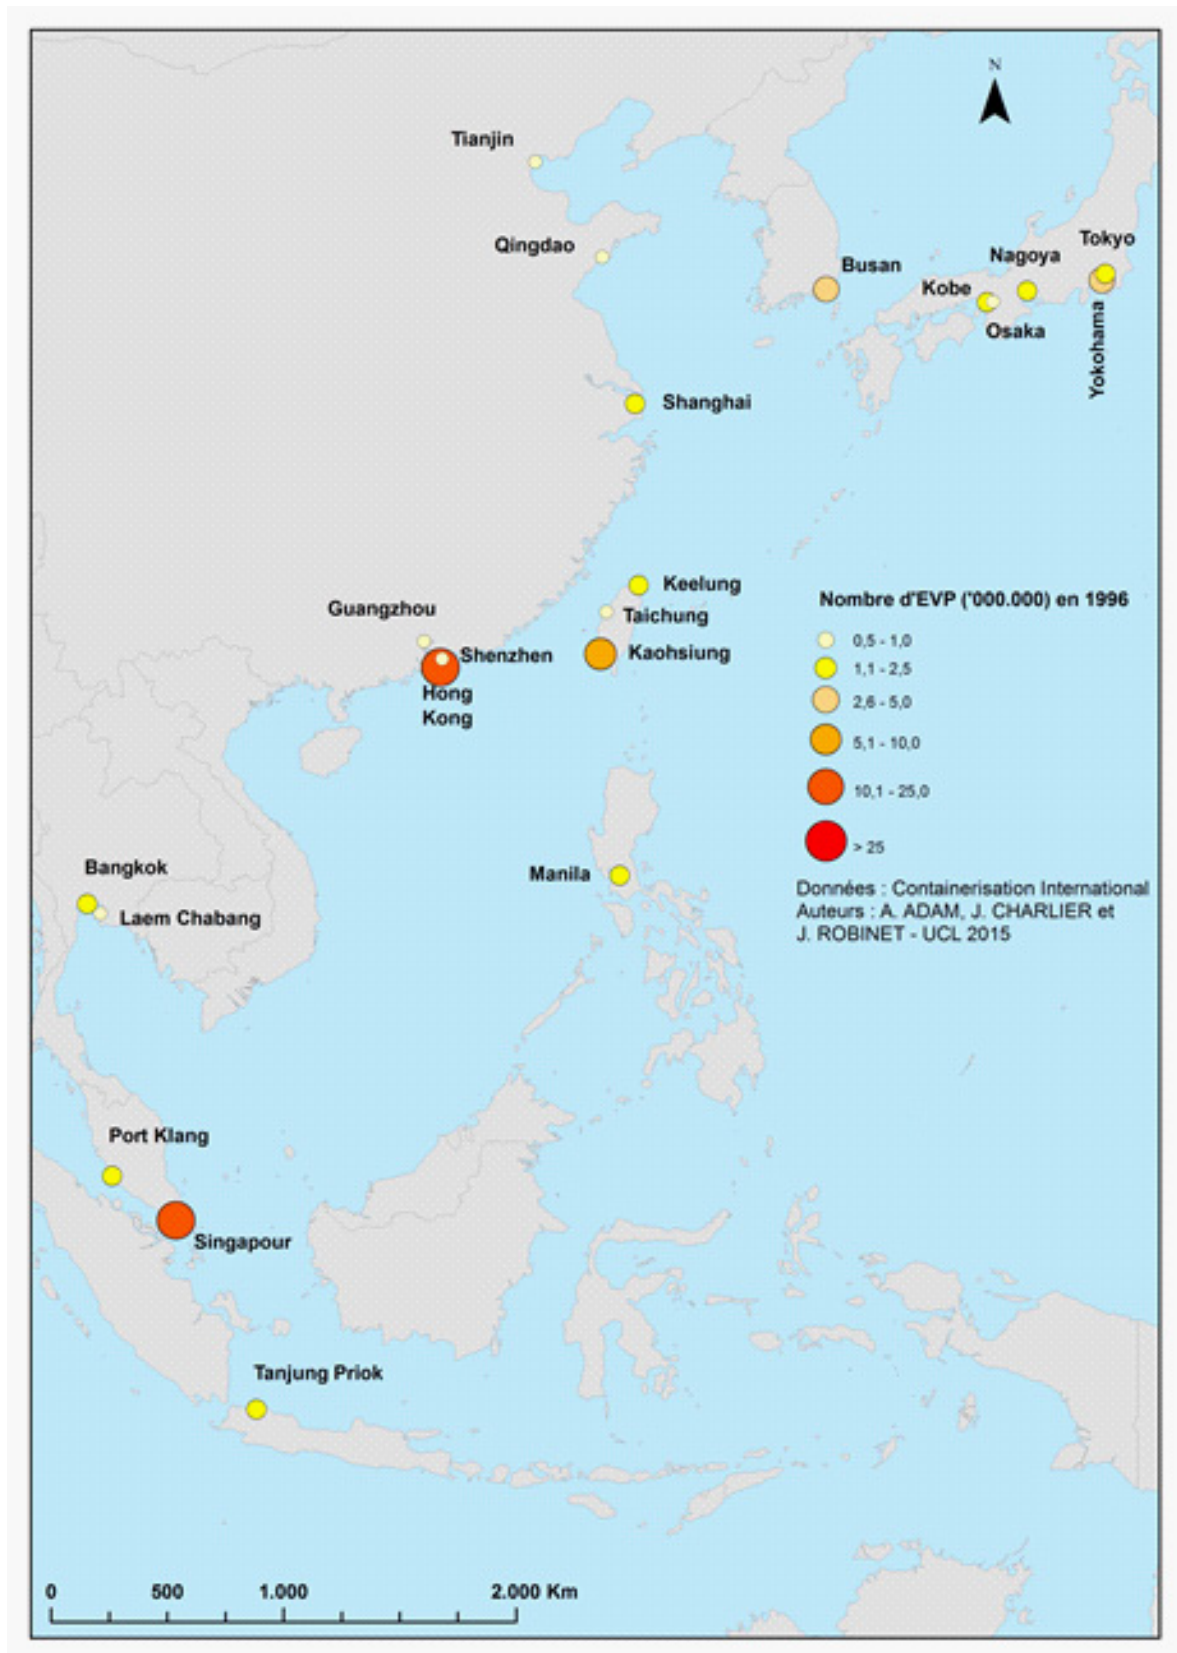 N
Tianjin
Qingdao
Busan
Kobe
Osaka
Nagoya
Tokyo
Yokohama
Shanghai
Keelung
Taichung
Kaohsiung
Guangzhou
Shenzhen
Hong
Kong
Nombre d'EVP ('000.000) en 1996
0,5 - 1,0
1,1 - 2,5
2,6 - 5,0
5,1 - 10,0
10,1 - 25,0
> 25
Données : Containerisation International
Auteurs : A. ADAM, J. CHARLIER et
J. ROBINET - UCL 2015
Manila
Bangkok
Laem Chabang
Port Klang
Singapour
Tanjung Priok
0 500 1.000 2.000 Km